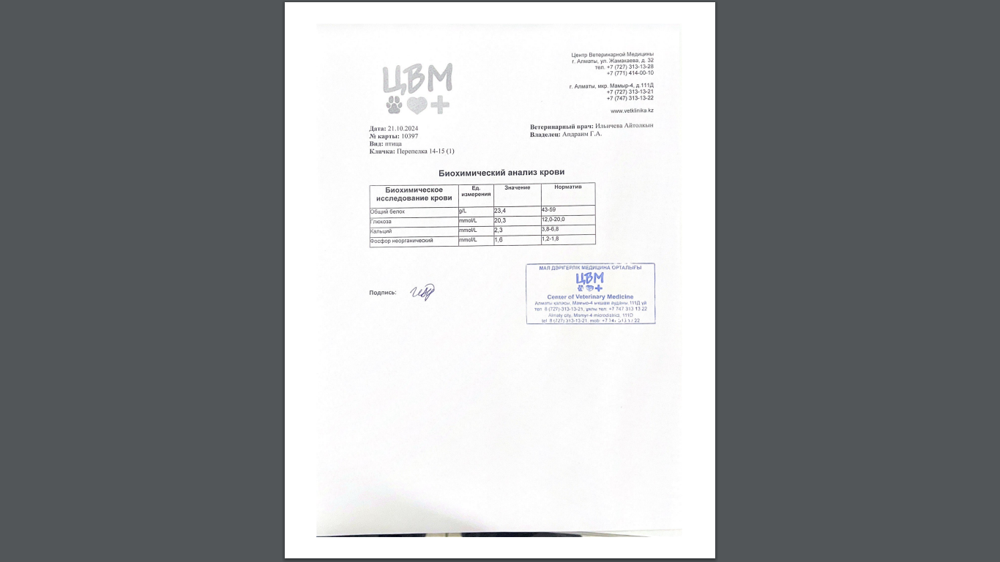 ЦВМ
Центр Ветеринарной Медицины
г. Алматы, ул. Жамакаева, д. 32
тел. +7 (727) 313-13-28
+7 (771) 414-00-10
г. Алматы, мкр. Мамыр-4, д.111Д
+7 (727) 313-13-21
+7 (747) 313-13-22
www.vetklinika.kz
Дата: 21.10.2024
№ карты: 10397
Вид: птица
Кличка: Перепелка 14-15 (1)
Ветеринарный врач: Ильичева Айтолкын
Владелец: Апдраим Г.А.
Биохимический анализ крови
Биохимическое исследование крови Ед. измерения Значение Норматив
Общий белок g/L 23,4 43-59
Глюкоза mmol/L 20,3 12,0-20,0
Кальций mmol/L 2,3 3,8-6,8
Фосфор неорганический mmol/L 1,6 1,2-1,8
Подпись:
МАЛ ДӘРІГЕРЛІК МЕДИЦИНА ОРТАЛЫҒЫ
ЦВМ
Center of Veterinary Medicine
Алматы қаласы, Мамыр-4 ықшам ауданы, 111Д үй
тел. 8 (727)-313-13-21, ұялы тел. +7 747 313 13 22
Almaty city, Mamyr-4 microdistrict, 111D
tel. 8 (727) 313-13-21, mob.